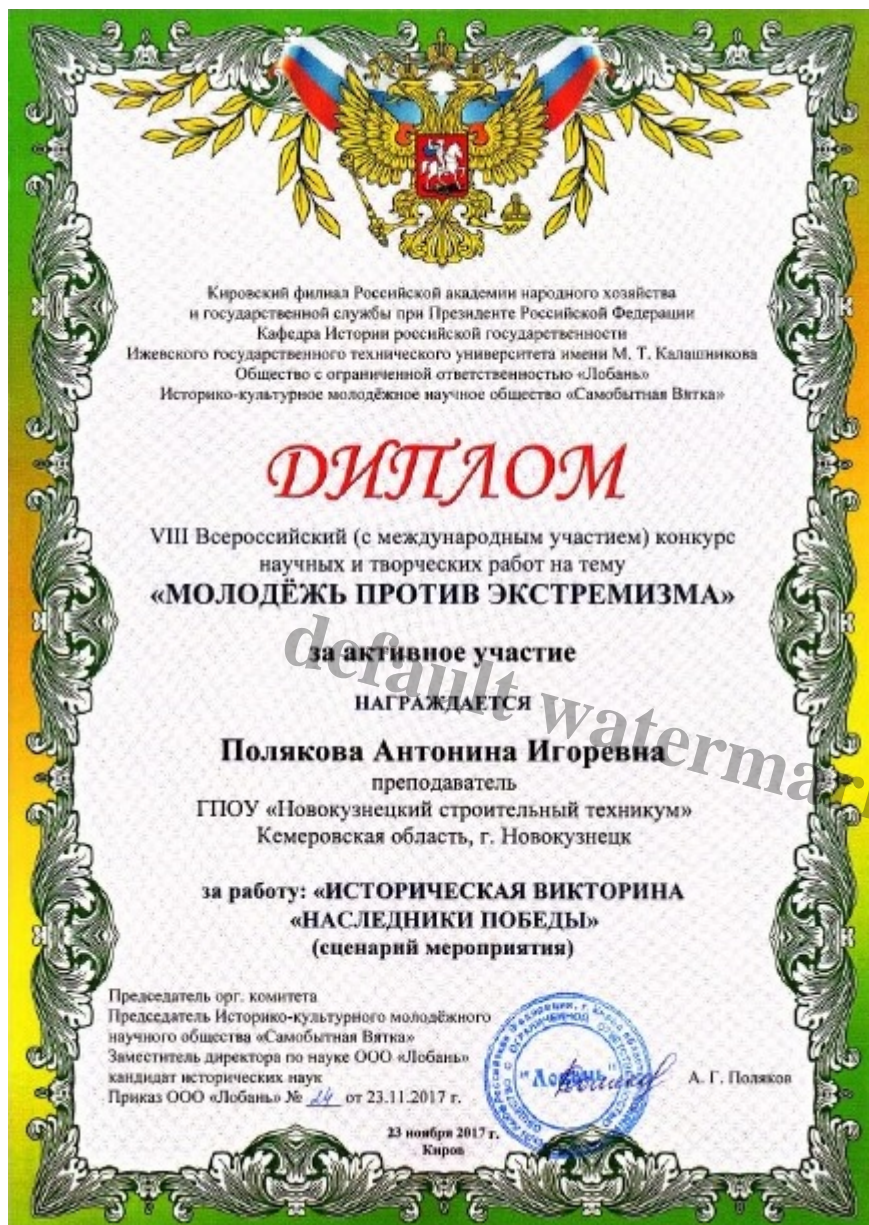 Кировский филиал Российской академии народного хозяйства
и государственной службы при Президенте Российской Федерации
Кафедра Истории российской государственности
Ижевского государственного технического университета имени М. Т. Калашникова
Общество с ограниченной ответственностью «Лобань»
Историко-культурное молодёжное научное общество «Самобытная Вятка»
ДИПЛОМ
VIII Всероссийский (с международным участием) конкурс
научных и творческих работ на тему
«МОЛОДЁЖЬ ПРОТИВ ЭКСТРЕМИЗМА»
за активное участие
НАГРАЖДАЕТСЯ
Полякова Антонина Игоревна
преподаватель
ГПОУ «Новокузнецкий строительный техникум»
Кемеровская область, г. Новокузнецк
за работу: «ИСТОРИЧЕСКАЯ ВИКТОРИНА
«НАСЛЕДНИКИ ПОБЕДЫ»
(сценарий мероприятия)
Председатель орг. комитета
Председатель Историко-культурного молодёжного
научного общества «Самобытная Вятка»
Заместитель директора по науке ООО «Лобань»
кандидат исторических наук
Приказ ООО «Лобань» № 24 от 23.11.2017 г.
А. Г. Поляков
"Лобань"
23 ноября 2017 г.
Киров
default watermar